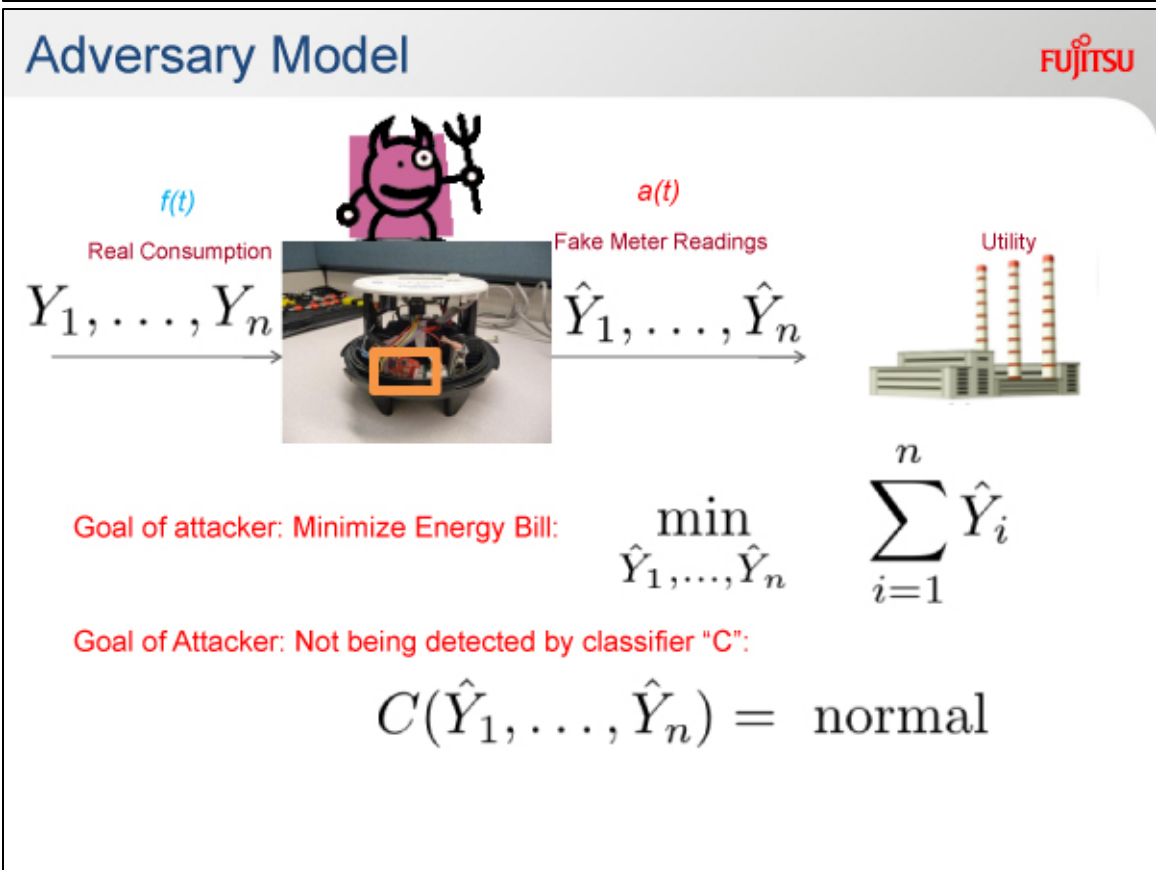 Adversary Model
FUJITSU
f(t)
a(t)
Real Consumption
Fake Meter Readings
Utility
Y₁, . . . , Yₙ
Ŷ₁, . . . , Ŷₙ
Goal of attacker: Minimize Energy Bill:
min
Ŷ₁,...,Ŷₙ
n
∑ Ŷᵢ
i=1
Goal of Attacker: Not being detected by classifier “C”:
C(Ŷ₁, . . . , Ŷₙ) = normal